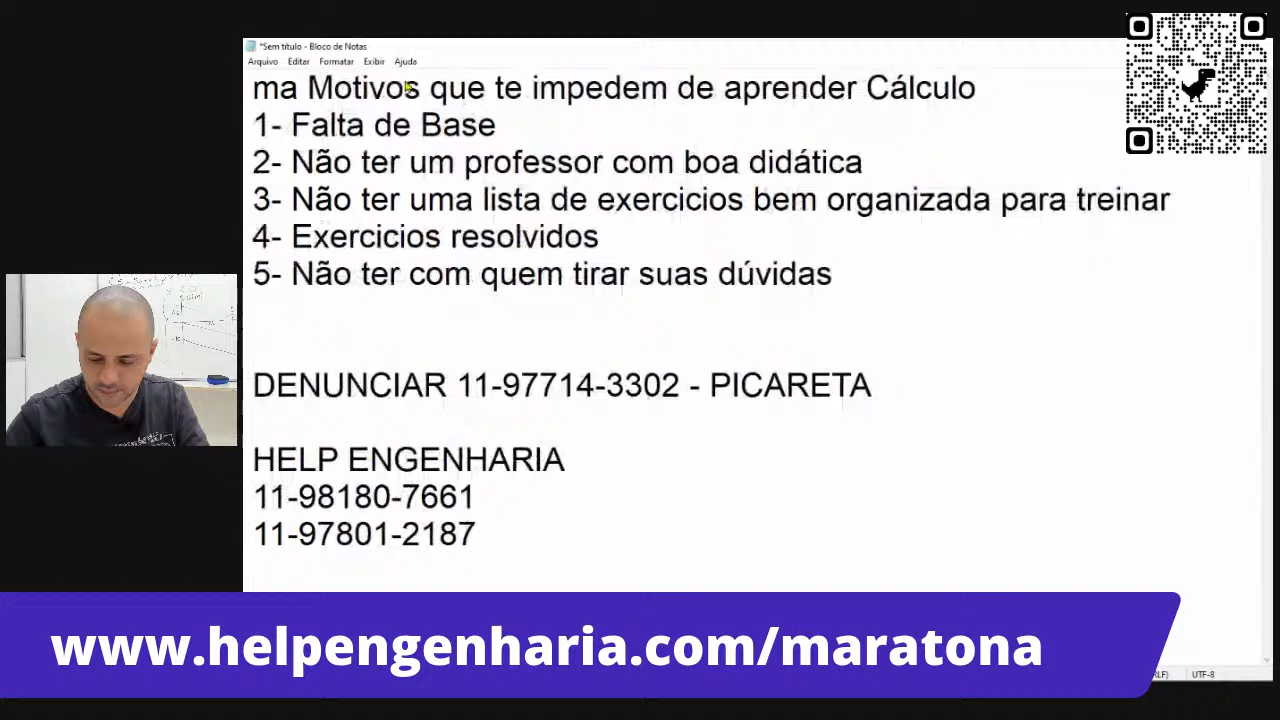 *Sem título - Bloco de Notas
Arquivo Editar Formatar Exibir Ajuda
ma Motivos que te impedem de aprender Cálculo
1- Falta de Base
2- Não ter um professor com boa didática
3- Não ter uma lista de exercicios bem organizada para treinar
4- Exercicios resolvidos
5- Não ter com quem tirar suas dúvidas
DENUNCIAR 11-97714-3302 - PICARETA
HELP ENGENHARIA
11-98180-7661
11-97801-2187
www.helpengenharia.com/maratona
UTF-8